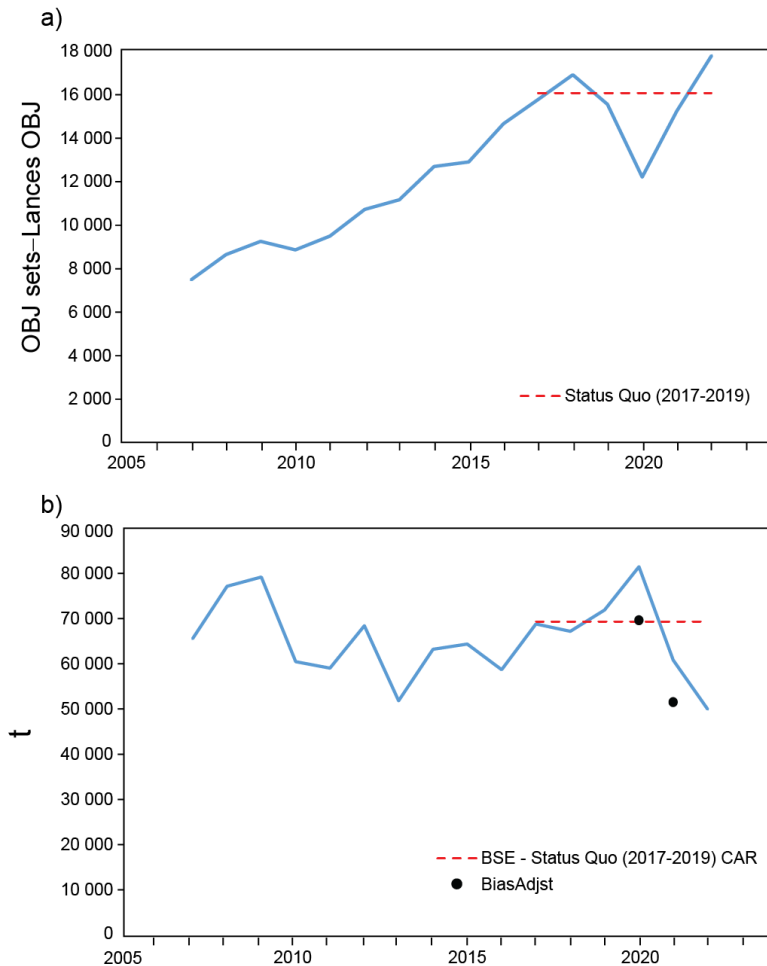 a)
18 000
16 000
14 000
12 000
10 000
8 000
6 000
4 000
2 000
0
OBJ sets–Lances OBJ
Status Quo (2017-2019)
2005 2010 2015 2020
b)
90 000
80 000
70 000
60 000
50 000
40 000
30 000
20 000
10 000
0
t
BSE - Status Quo (2017-2019) CAR
BiasAdjst
2005 2010 2015 2020